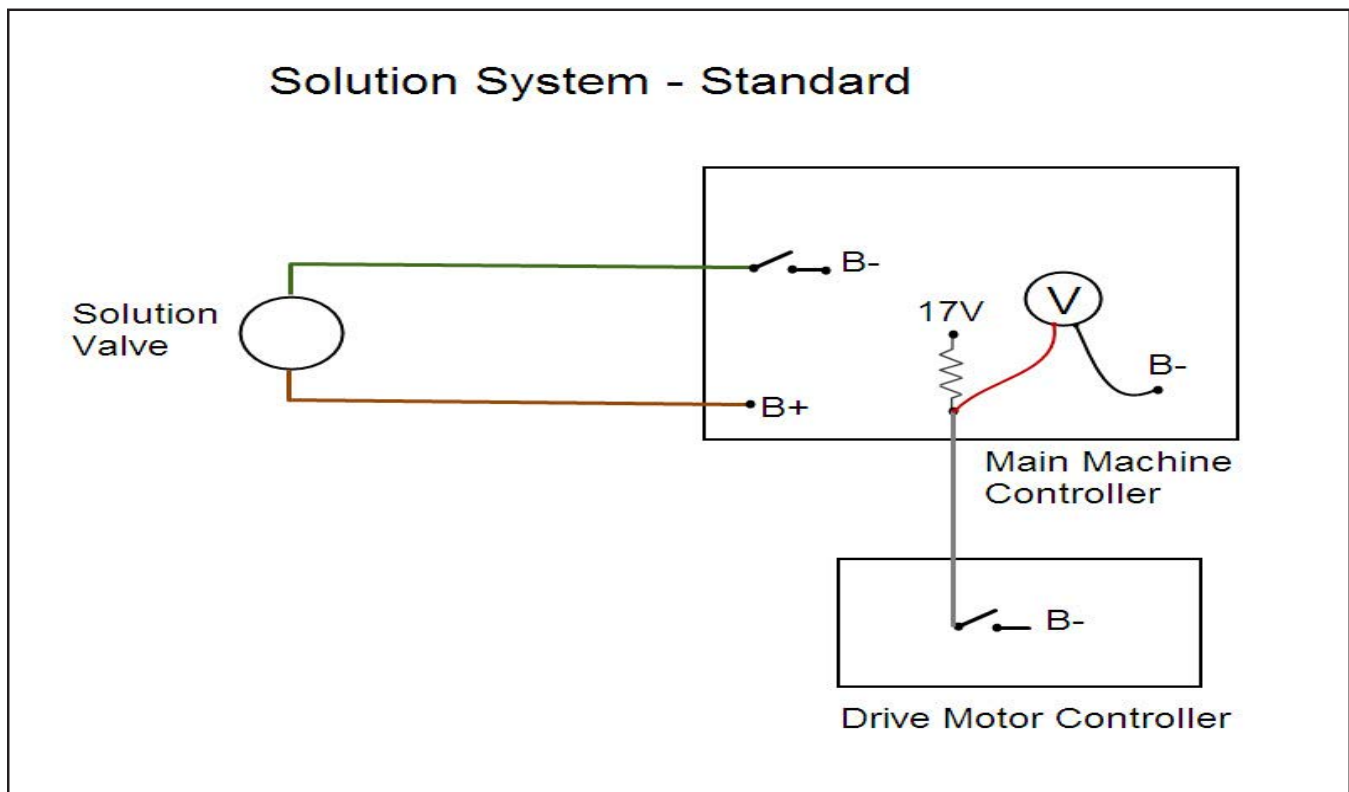 Solution System - Standard
B-
17V
V
B-
Solution
Valve
B+
Main Machine
Controller
B-
Drive Motor Controller